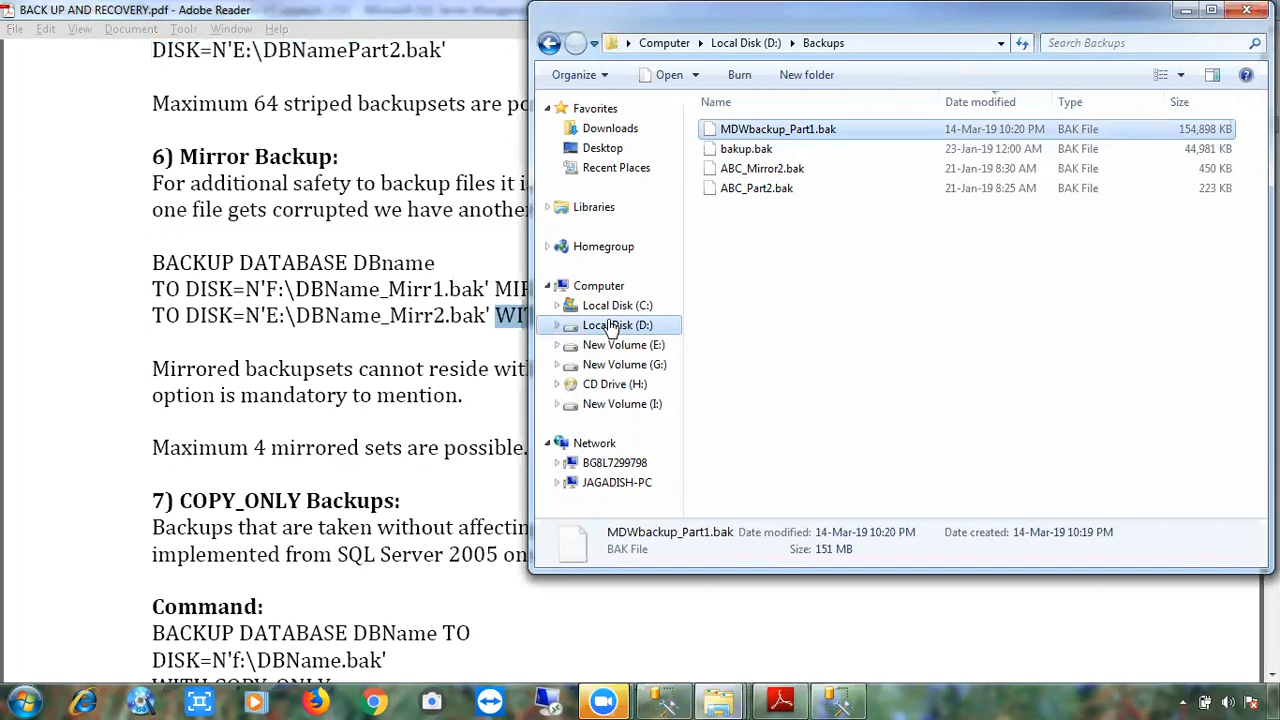 BACK UP AND RECOVERY.pdf - Adobe Reader
File Edit View Document Tools Window Help
DISK=N'E:\DBNamePart2.bak'
Maximum 64 striped backupsets are
6) Mirror Backup:
For additional safety to backup files it i
one file gets corrupted we have another
BACKUP DATABASE DBname
TO DISK=N'F:\DBName_Mirr1.bak'
TO DISK=N'E:\DBName_Mirr2.bak'
Mirrored backupsets cannot reside
option is mandatory to mention.
Maximum 4 mirrored sets are possible.
7) COPY_ONLY Backups:
Backups that are taken without
implemented from SQL Server 2005 on
Command:
BACKUP DATABASE DBName TO
DISK=N'f:\DBName.bak'
WITH COPY_ONLY
Computer Local Disk (D:) Backups
Search Backups
Organize Open Burn New folder
Favorites
Downloads
Desktop
Recent Places
Libraries
Homegroup
Computer
Local Disk (C:)
Local Disk (D:)
New Volume (E:)
New Volume (G:)
CD Drive (H:)
New Volume (I:)
Network
BG8L7299798
JAGADISH-PC
Name Date modified Type Size
MDWbackup_Part1.bak 14-Mar-19 10:20 PM BAK File 154,898 KB
bakup.bak 23-Jan-19 12:00 AM BAK File 44,981 KB
ABC_Mirror2.bak 21-Jan-19 8:30 AM BAK File 450 KB
ABC_Part2.bak 21-Jan-19 8:25 AM BAK File 223 KB
MDWbackup_Part1.bak Date modified: 14-Mar-19 10:20 PM Date created: 14-Mar-19 10:19 PM
BAK File Size: 151 MB